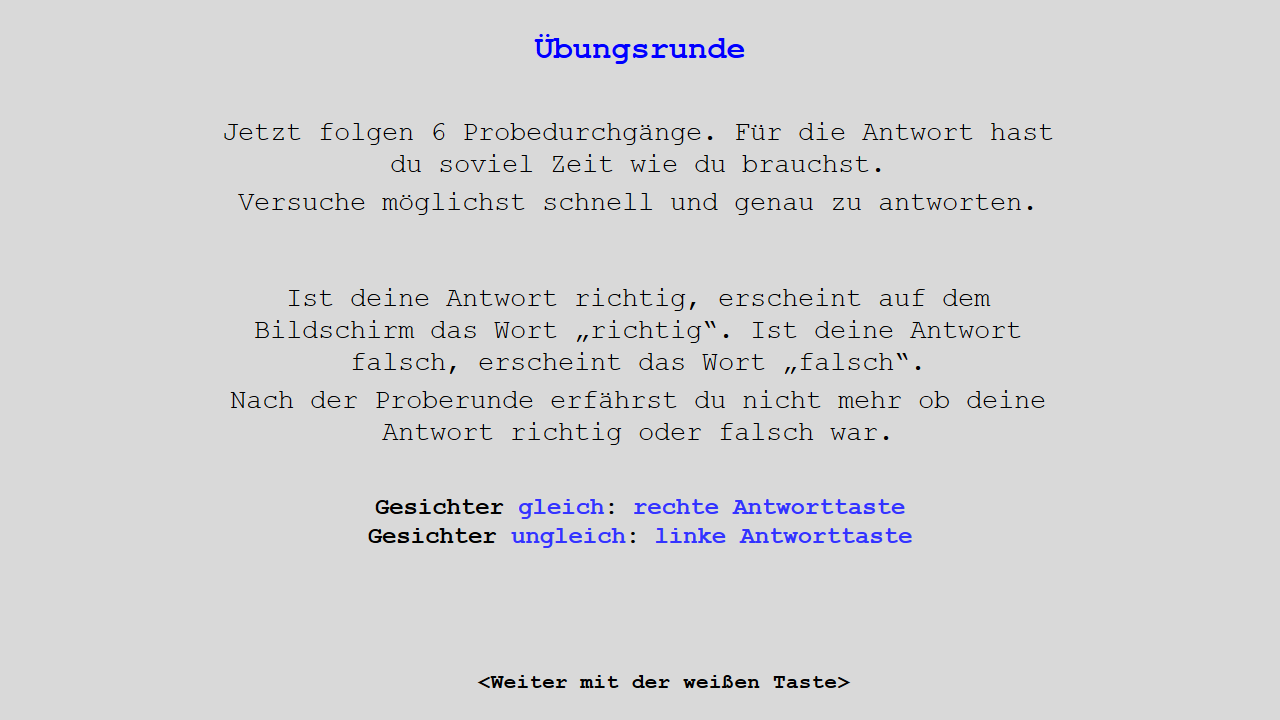 Übungsrunde
Jetzt folgen 6 Probedurchgänge. Für die Antwort hast
du soviel Zeit wie du brauchst.
Versuche möglichst schnell und genau zu antworten.
Ist deine Antwort richtig, erscheint auf dem
Bildschirm das Wort „richtig“. Ist deine Antwort
falsch, erscheint das Wort „falsch“.
Nach der Proberunde erfährst du nicht mehr ob deine
Antwort richtig oder falsch war.
Gesichter gleich: rechte Antworttaste
Gesichter ungleich: linke Antworttaste
<Weiter mit der weißen Taste>